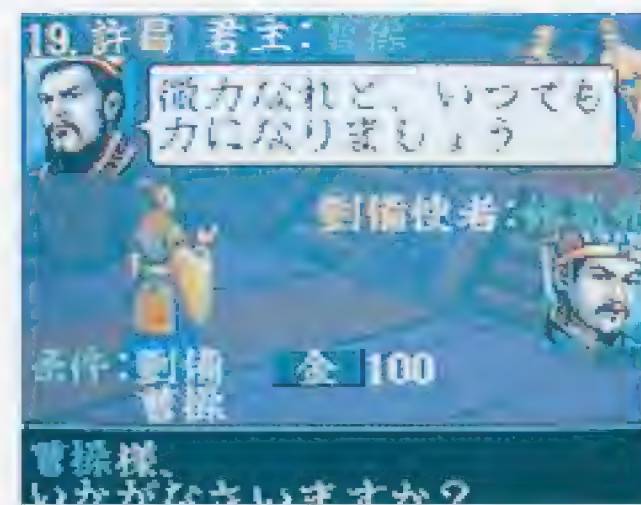 19. 許昌 君主:曹操
微力なれど、いつでも
力になりましょう
劉備使者:
条件:劉備 金 100
曹操
曹操様、
いかがなさいますか?